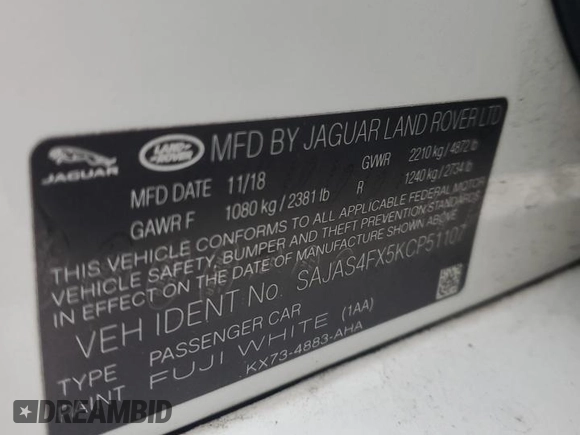 JAGUAR
LAND ROVER
MFD BY JAGUAR LAND ROVER LTD
MFD DATE 11/18 GVWR 2210 kg / 4872 lb
GAWR F 1080 kg / 2381 lb R 1240 kg / 2734 lb
THIS VEHICLE CONFORMS TO ALL APPLICABLE FEDERAL MOTOR
VEHICLE SAFETY, BUMPER AND THEFT PREVENTION STANDARDS
IN EFFECT ON THE DATE OF MANUFACTURE SHOWN ABOVE.
VEH IDENT No. SAJAS4FX5KCP51107
TYPE PASSENGER CAR
PAINT FUJI WHITE (1AA)
KX73-4883-AHA
DREAMBID